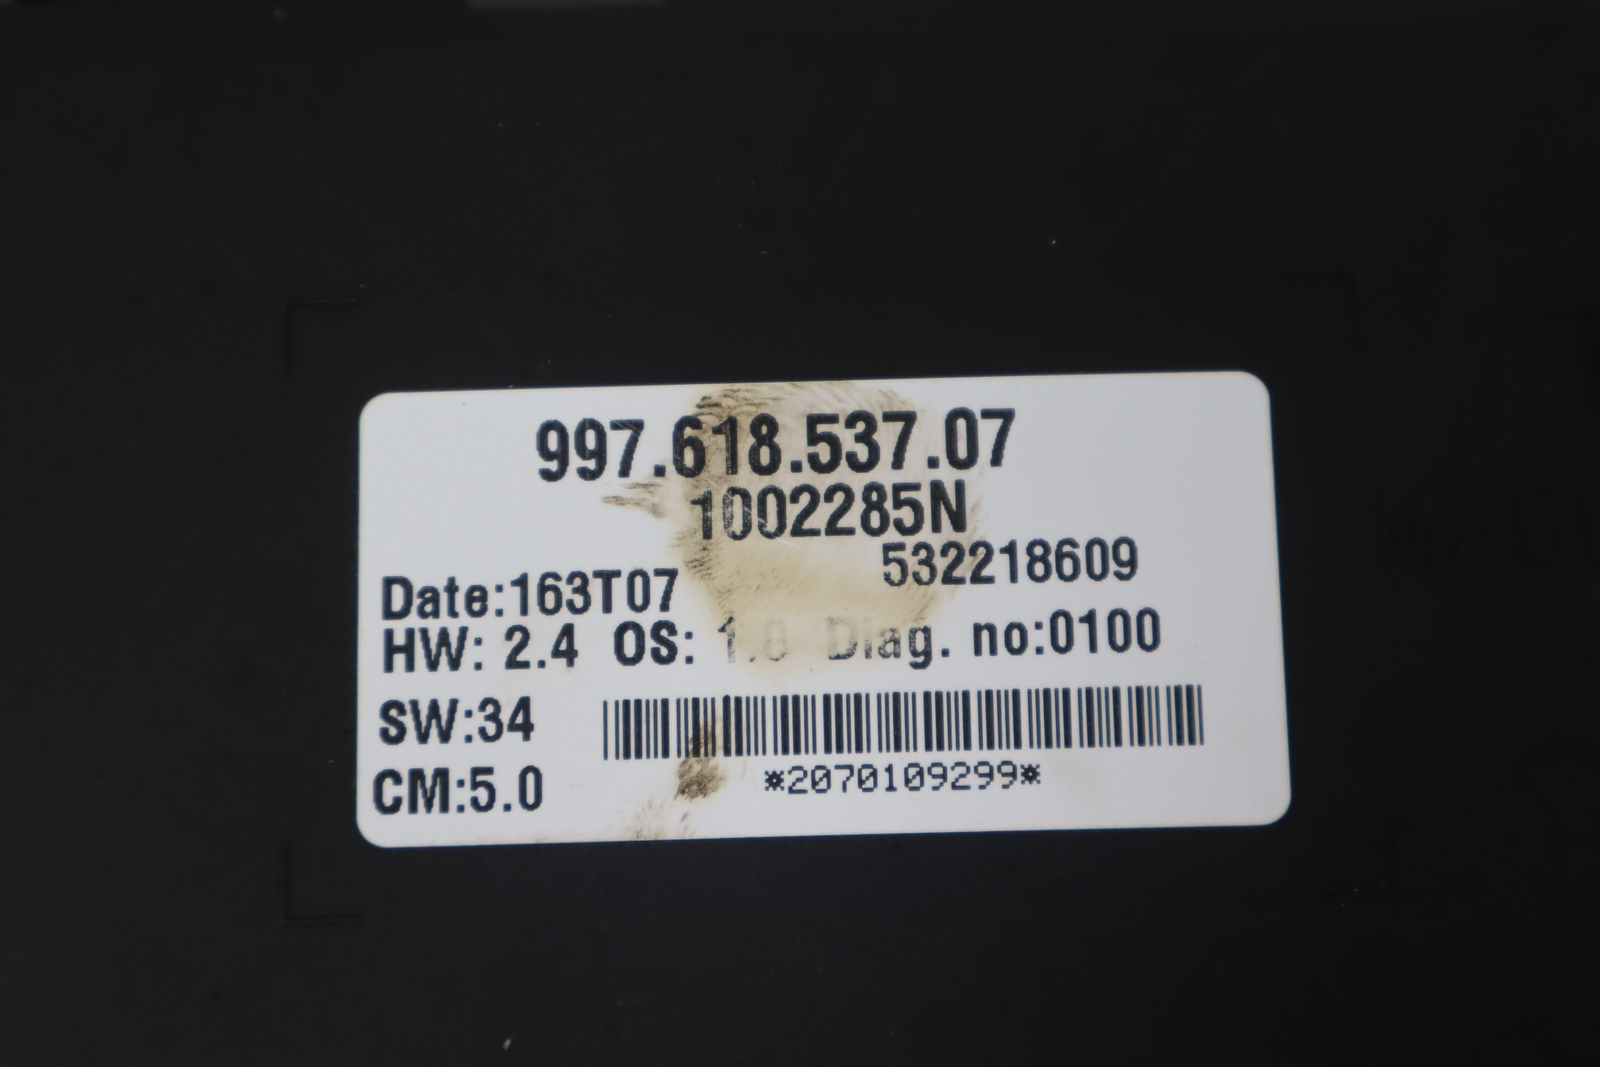 997.618.537.07
1002285N
532218609
Date:163T07
HW: 2.4 OS: 1.0 Diag. no:0100
SW:34
CM:5.0
*2070109299*